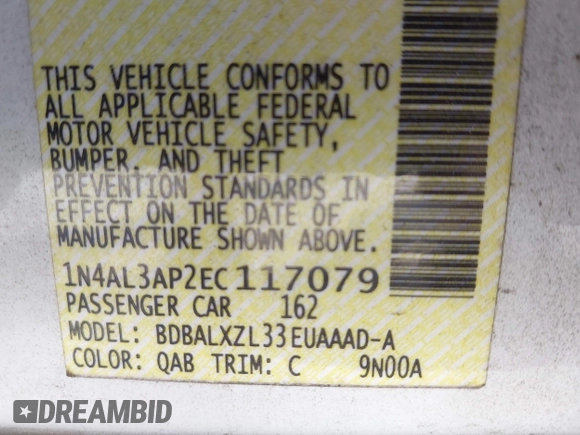 THIS VEHICLE CONFORMS TO
ALL APPLICABLE FEDERAL
MOTOR VEHICLE SAFETY,
BUMPER, AND THEFT
PREVENTION STANDARDS IN
EFFECT ON THE DATE OF
MANUFACTURE SHOWN ABOVE.
1N4AL3AP2EC117079
PASSENGER CAR 162
MODEL: BDBALXZL33EUAAAD-A
COLOR: QAB TRIM: C 9N00A
DREAMBID